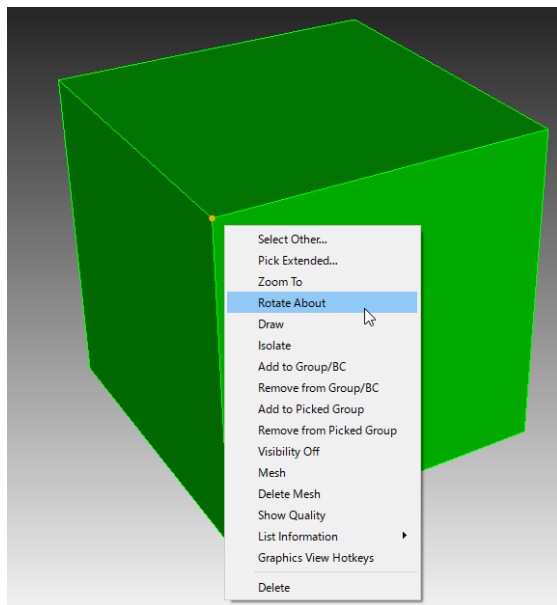 Select Other...
Pick Extended...
Zoom To
Rotate About
Draw
Isolate
Add to Group/BC
Remove from Group/BC
Add to Picked Group
Remove from Picked Group
Visibility Off
Mesh
Delete Mesh
Show Quality
List Information
Graphics View Hotkeys
Delete